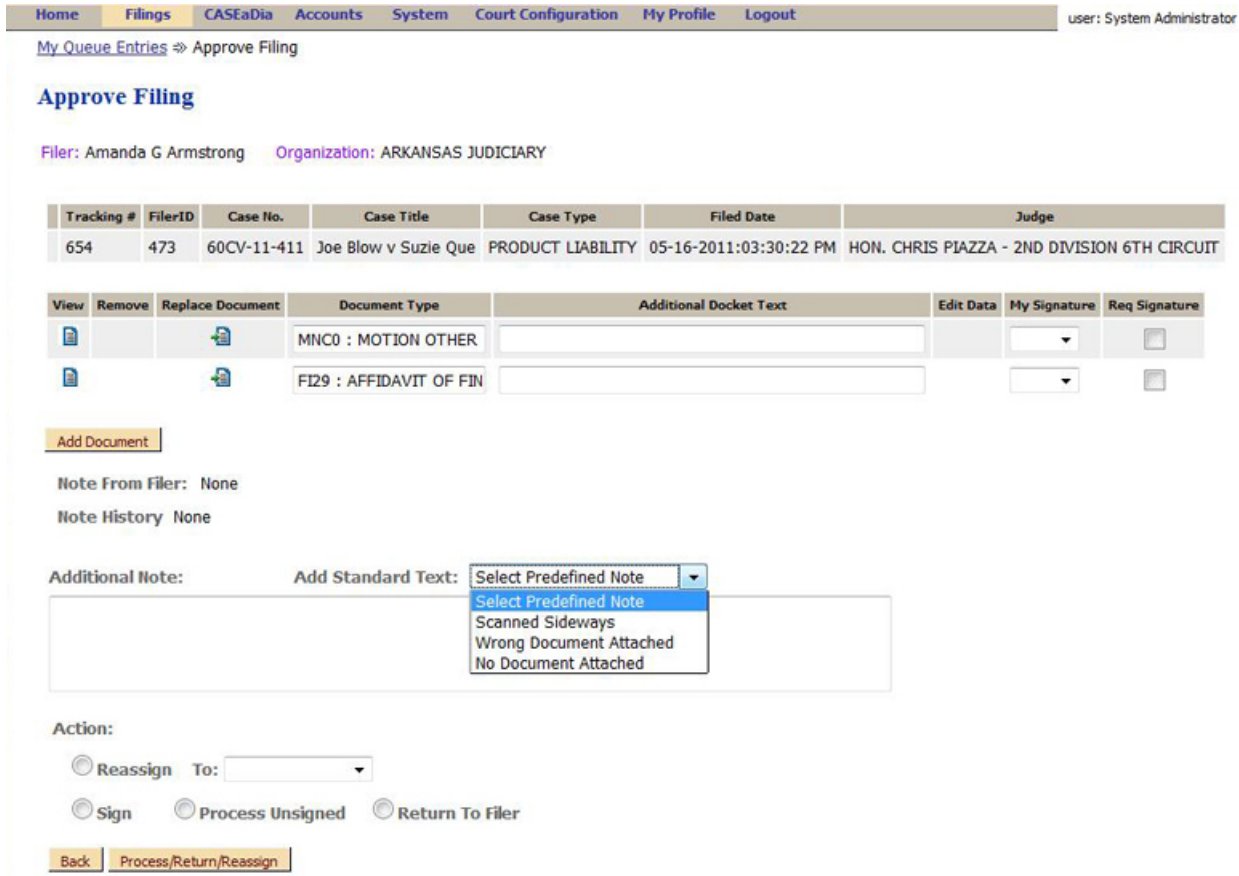 Home Filings CASEaDia Accounts System Court Configuration My Profile Logout user: System Administrator
My Queue Entries ⇒ Approve Filing
Approve Filing
Filer: Amanda G Armstrong Organization: ARKANSAS JUDICIARY
Tracking # FilerID Case No. Case Title Case Type Filed Date Judge
654 473 60CV-11-411 Joe Blow v Suzie Que PRODUCT LIABILITY 05-16-2011:03:30:22 PM HON. CHRIS PIAZZA - 2ND DIVISION 6TH CIRCUIT
View Remove Replace Document Document Type Additional Docket Text Edit Data My Signature Req Signature
MNC0 : MOTION OTHER
FI29 : AFFIDAVIT OF FIN
Add Document
Note From Filer: None
Note History None
Additional Note: Add Standard Text: Select Predefined Note
Select Predefined Note
Scanned Sideways
Wrong Document Attached
No Document Attached
Action:
Reassign To:
Sign Process Unsigned Return To Filer
Back Process/Return/Reassign